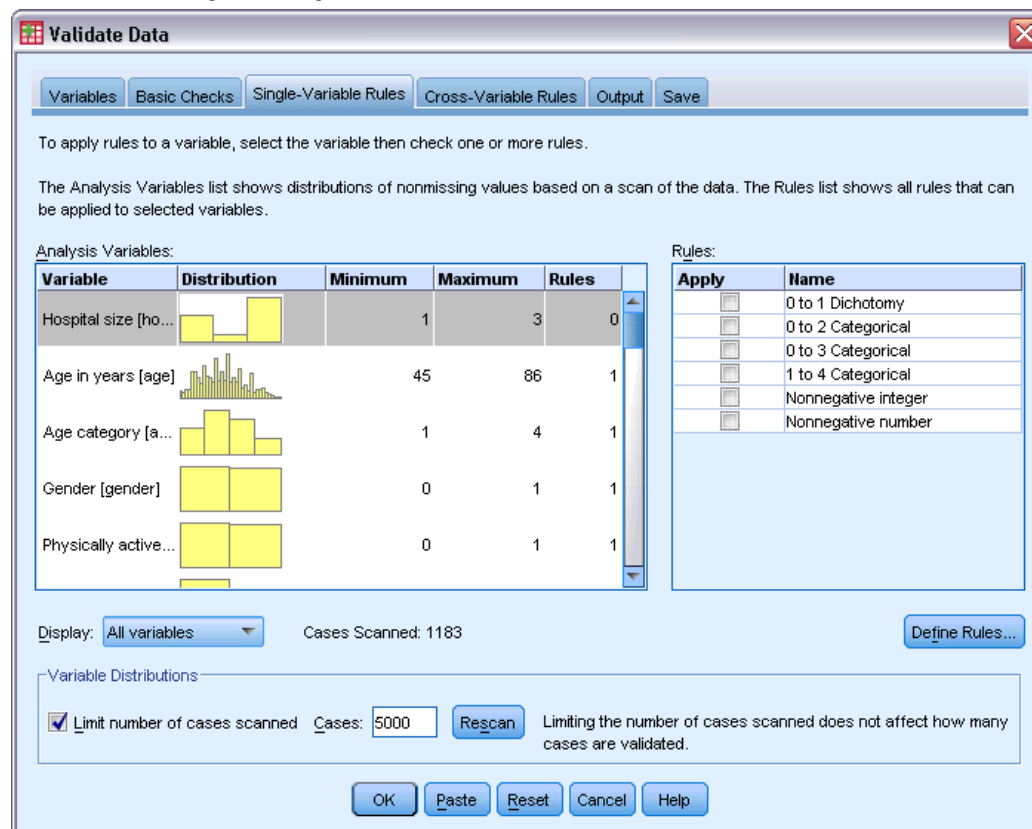 Validate Data
Variables Basic Checks Single-Variable Rules Cross-Variable Rules Output Save
To apply rules to a variable, select the variable then check one or more rules.
The Analysis Variables list shows distributions of nonmissing values based on a scan of the data. The Rules list shows all rules that can
be applied to selected variables.
Analysis Variables:
Variable Distribution Minimum Maximum Rules
Hospital size [ho... 1 3 0
Age in years [age] 45 86 1
Age category [a... 1 4 1
Gender [gender] 0 1 1
Physically active... 0 1 1
Rules:
Apply Name
0 to 1 Dichotomy
0 to 2 Categorical
0 to 3 Categorical
1 to 4 Categorical
Nonnegative integer
Nonnegative number
Display: All variables Cases Scanned: 1183 Define Rules...
Variable Distributions
Limit number of cases scanned Cases: 5000 Rescan Limiting the number of cases scanned does not affect how many
cases are validated.
OK Paste Reset Cancel Help